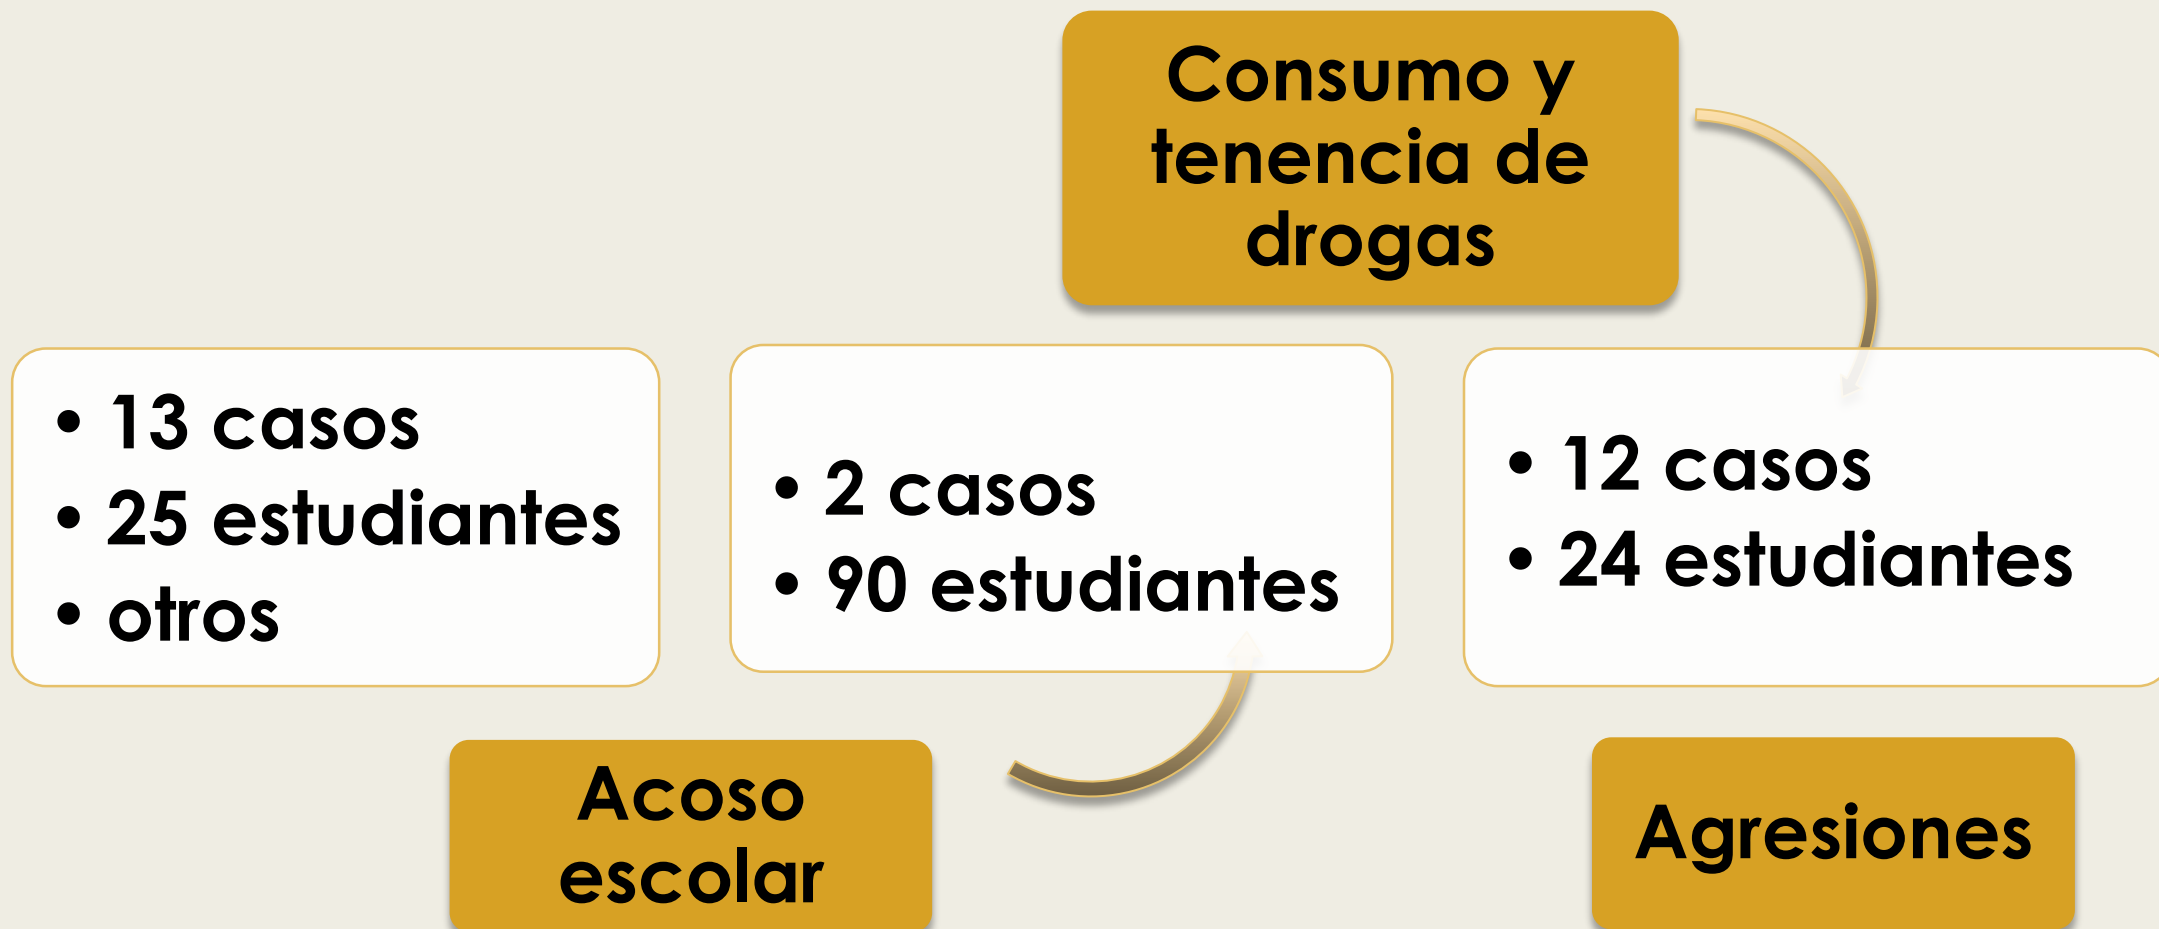 Consumo y
tenencia de
drogas
• 13 casos
• 25 estudiantes
• otros
• 2 casos
• 90 estudiantes
• 12 casos
• 24 estudiantes
Acoso
escolar
Agresiones